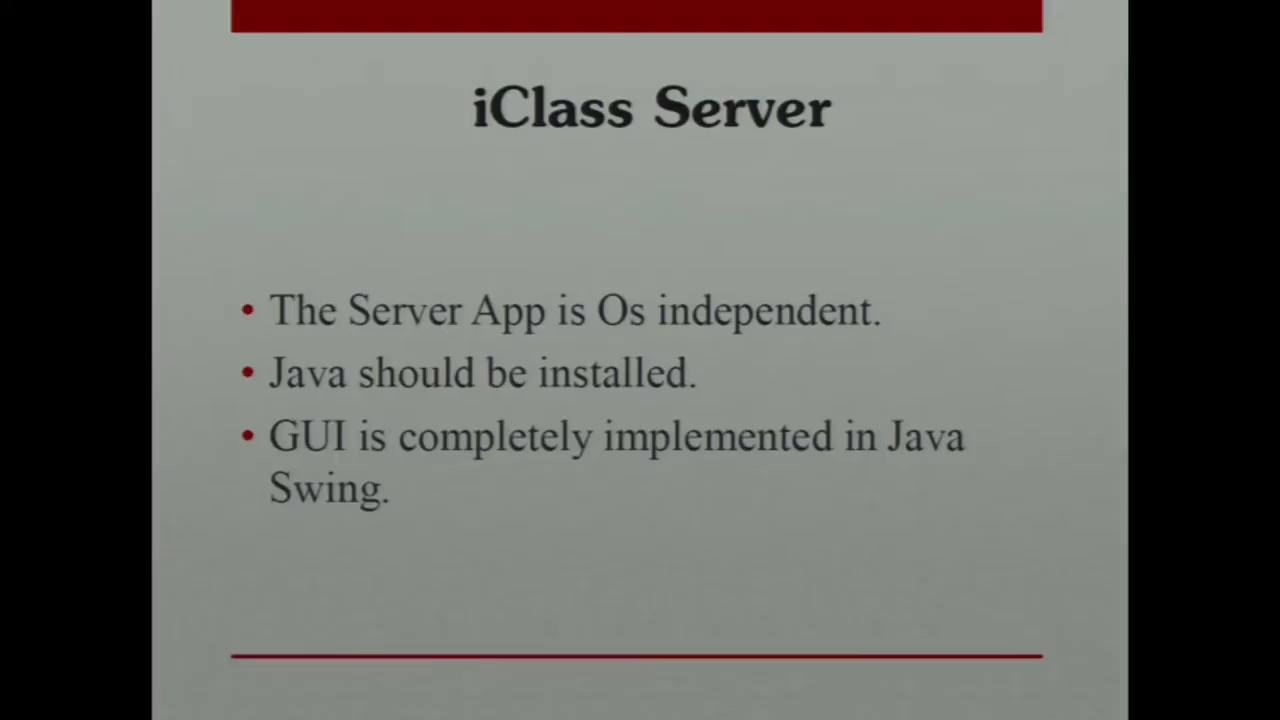 iClass Server
• The Server App is Os independent.
• Java should be installed.
• GUI is completely implemented in Java
Swing.